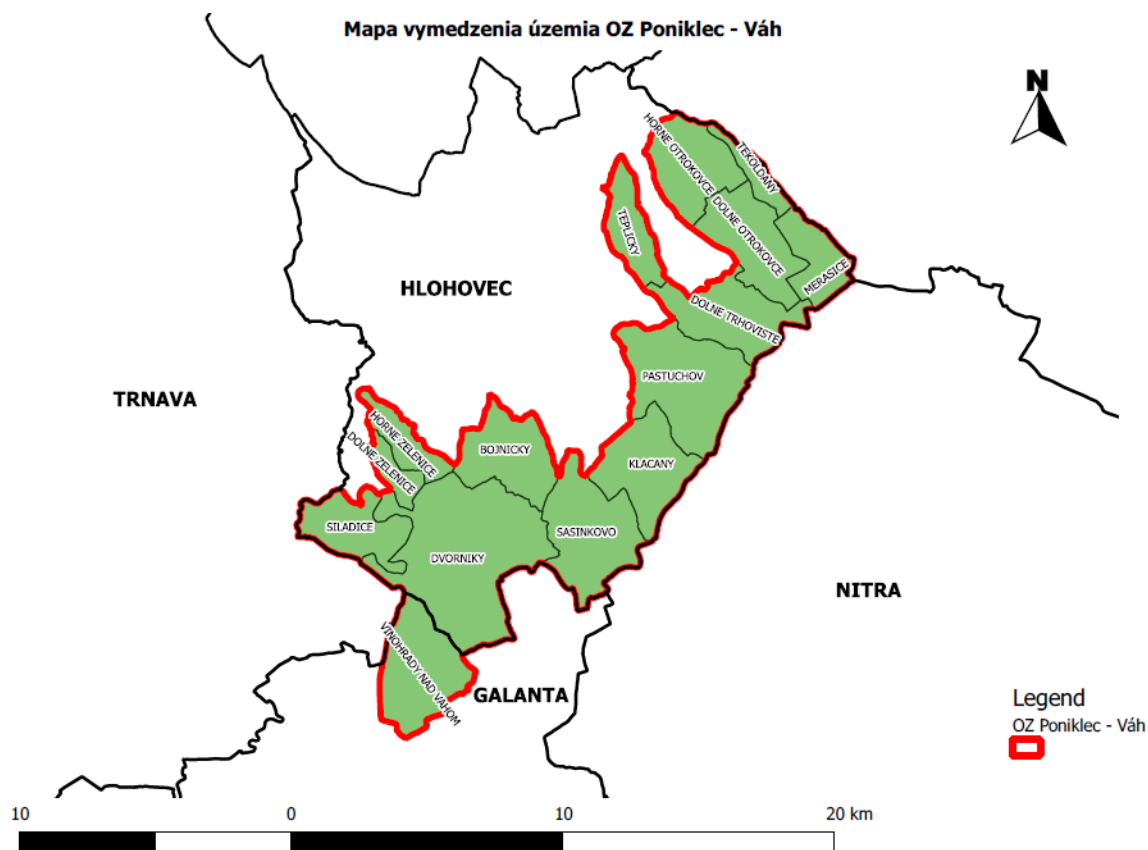 Mapa vymedzenia územia OZ Poniklec - Váh
N
HORNE OTROKOVCE
TEKOLDANY
TEPLICKY
DOLNE OTROKOVCE
HLOHOVEC
MERASICE
DOLNE TRHOVISTE
PASTUCHOV
TRNAVA
HORNE ZELENICE
BOJNICKY
DOLNE ZELENICE
KLACANY
SILADICE
SASINKOVO
DVORNIKY
NITRA
VINOHRADY NAD VAHOM
GALANTA
Legend
OZ Poniklec - Váh
10 0 10 20 km